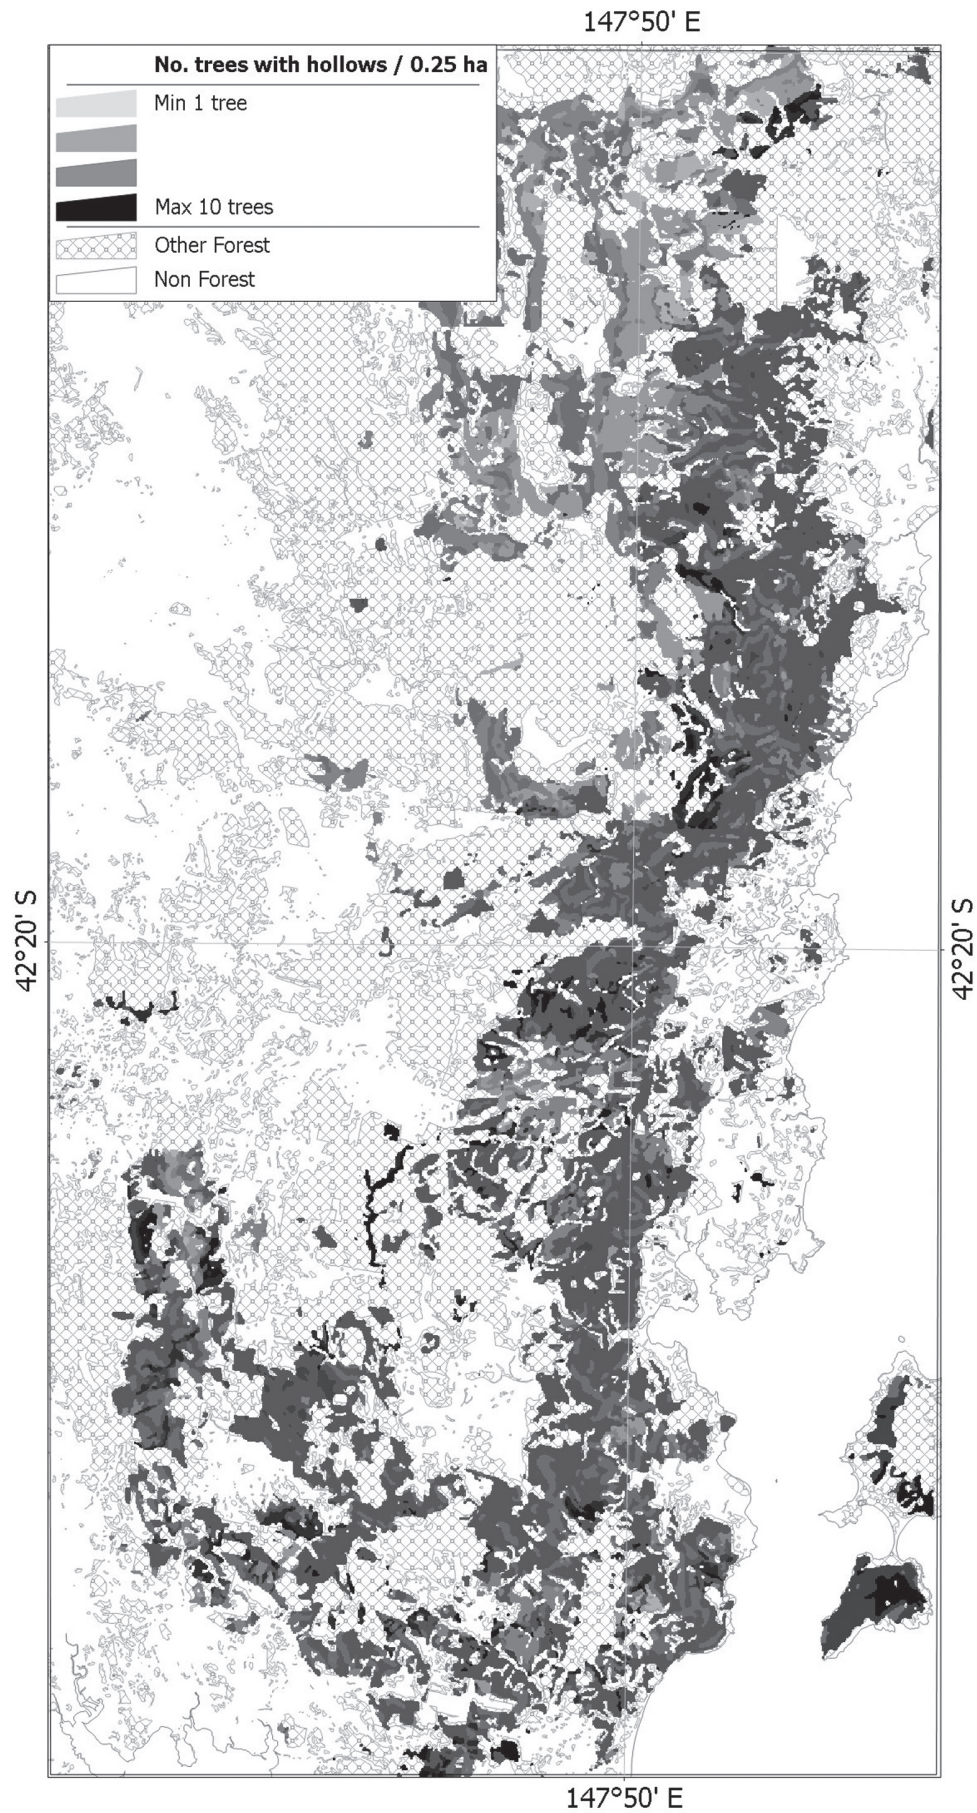 147°50' E
No. trees with hollows / 0.25 ha
Min 1 tree
Max 10 trees
Other Forest
Non Forest
42°20' S
42°20' S
147°50' E